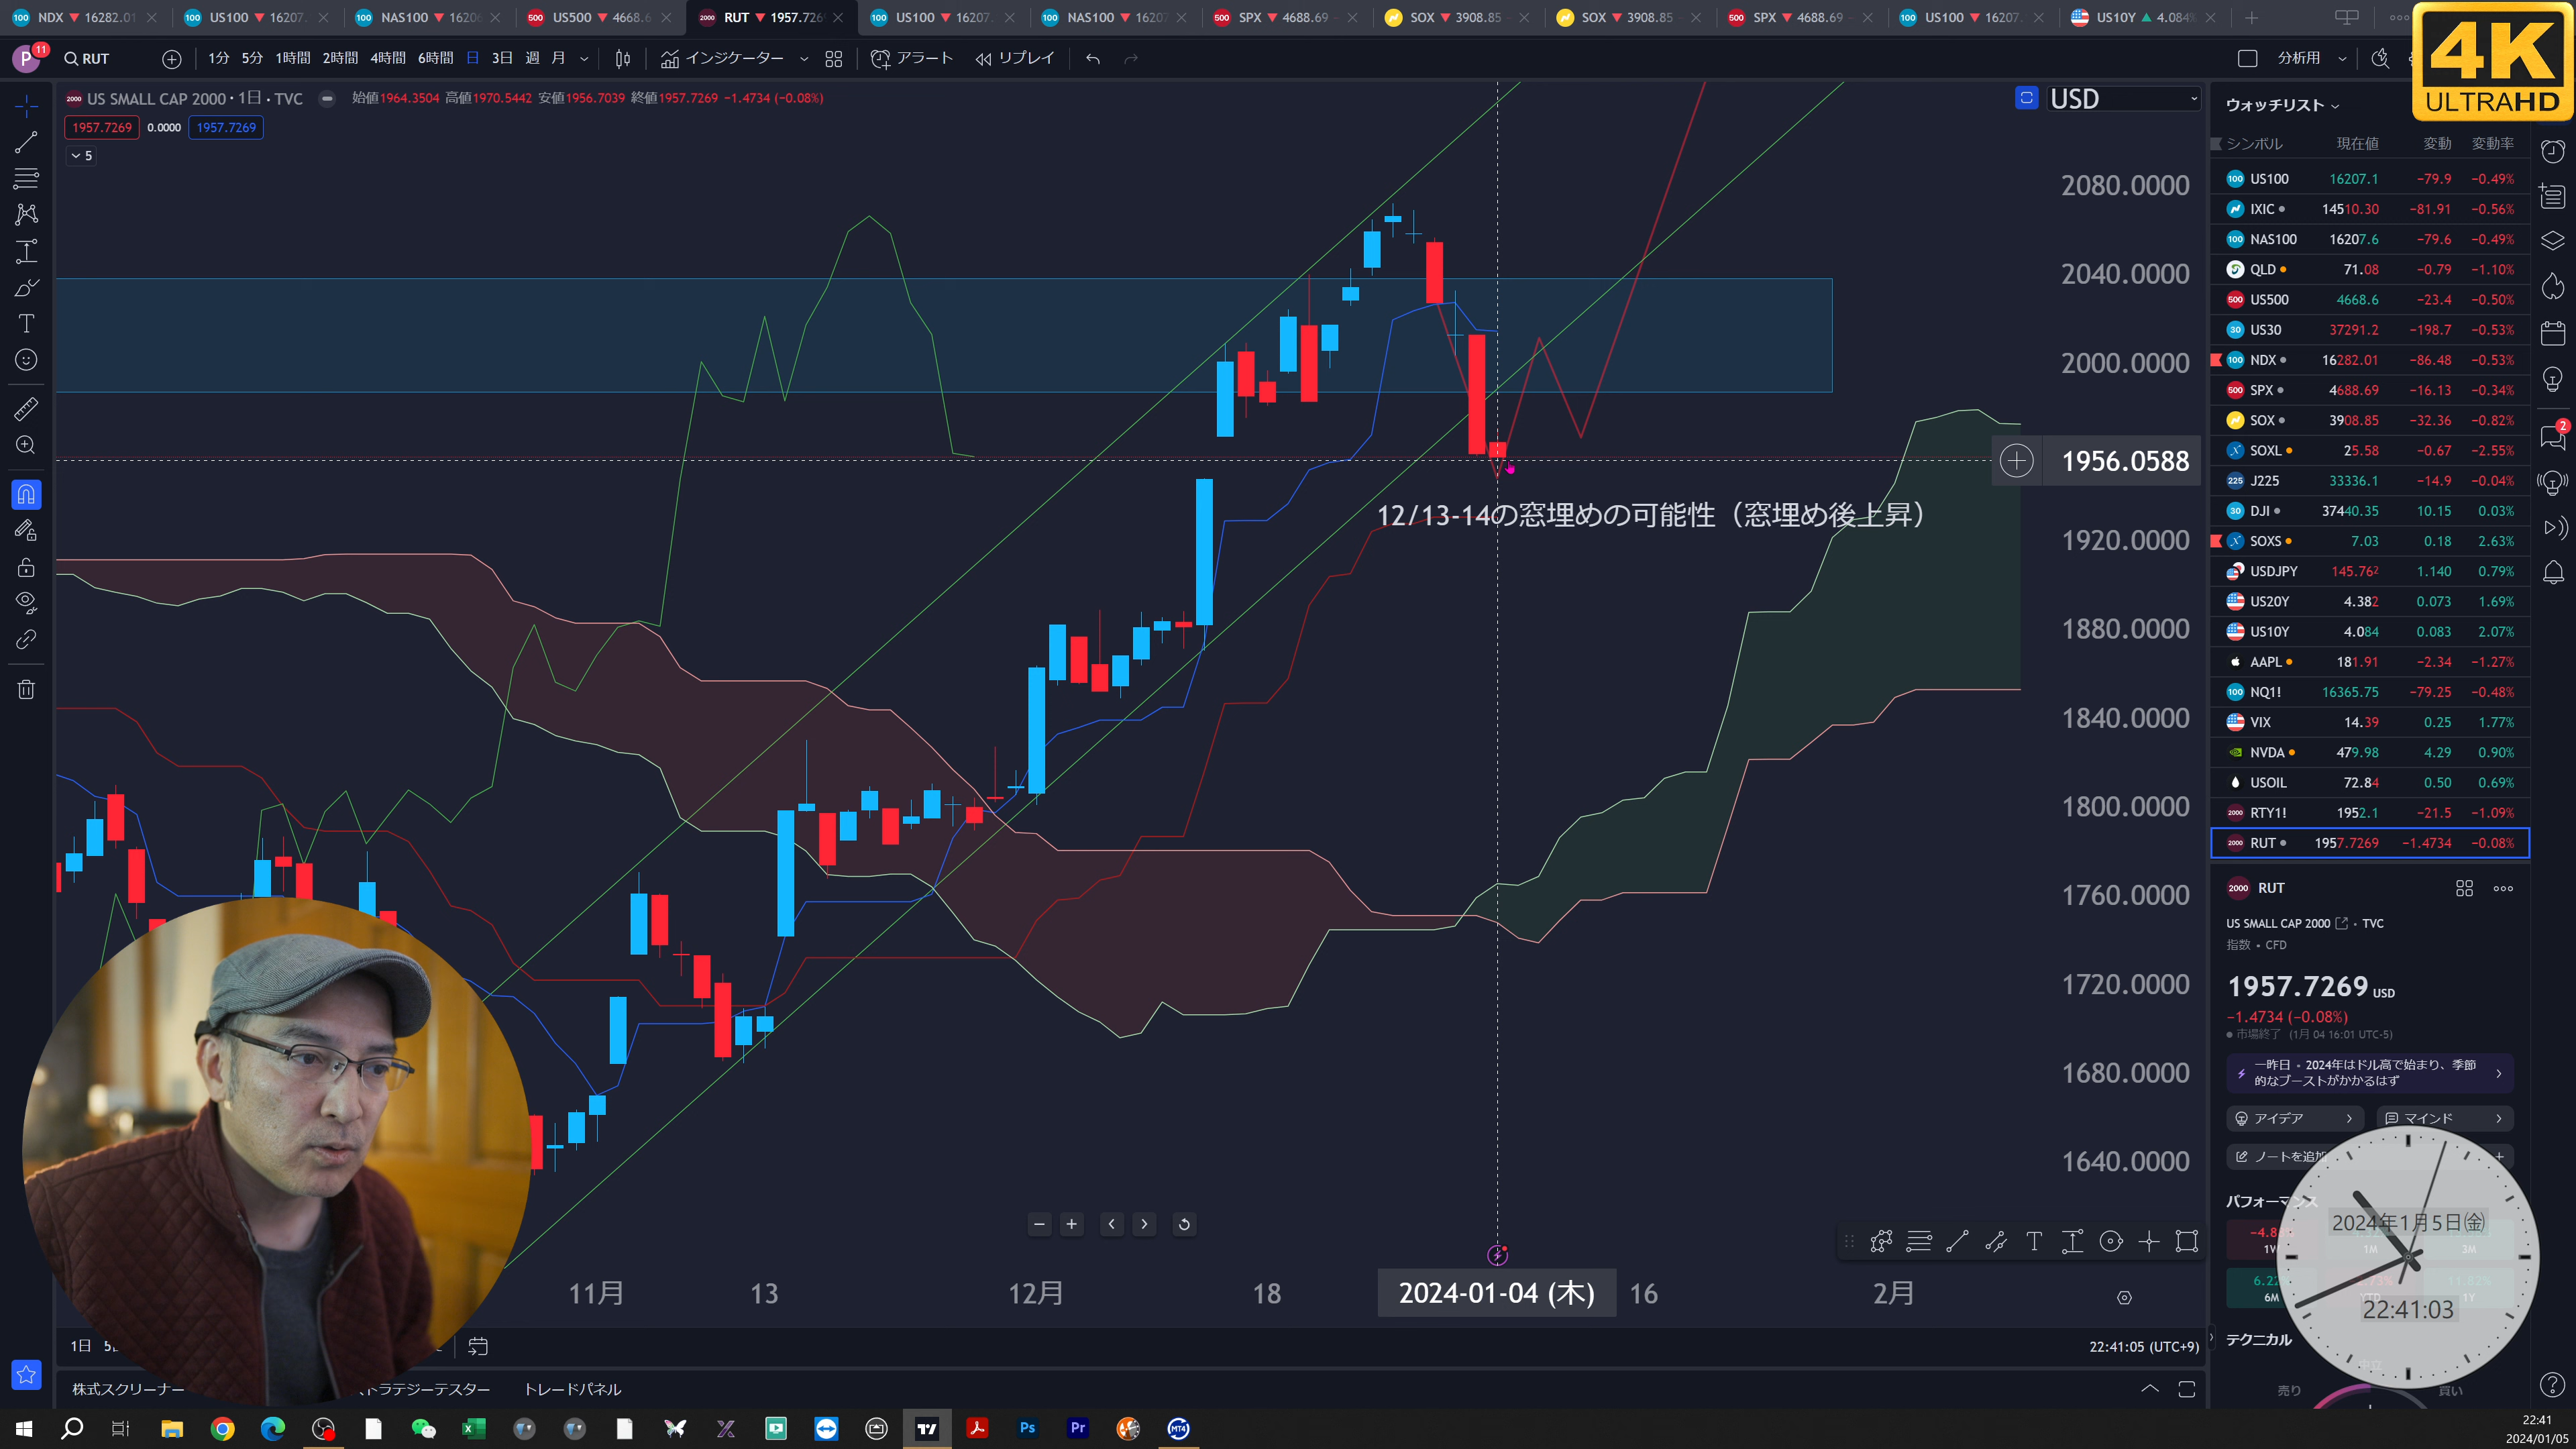 NDX ▼ 16282.01
US100 ▼ 16207.
NAS100 ▼ 1620
US500 ▼ 4668.6
RUT ▼ 1957.726
US100 ▼ 16207.
NAS100 ▼ 16207
SPX ▼ 4688.69
SOX ▼ 3908.85
SOX ▼ 3908.85
SPX ▼ 4688.69
US100 ▼ 16207.
US10Y ▲ 4.084
4K
ULTRAHD
P 11 RUT 1分 5分 1時間 2時間 4時間 6時間 日 3日 週 月 インジケーター アラート リプレイ 分析用
US SMALL CAP 2000・1日・TVC 始値1964.3504 高値1970.5442 安値1956.7039 終値1957.7269 −1.4734 (−0.08%)
1957.7269 0.0000 1957.7269
5
USD
2080.0000
2040.0000
2000.0000
1956.0588
1920.0000
1880.0000
1840.0000
1800.0000
1760.0000
1720.0000
1680.0000
1640.0000
12/13-14の窓埋めの可能性（窓埋め後上昇）
11月 13 12月 18 2024-01-04 (木) 16 2月
1日
22:41:05 (UTC+9)
株式スクリーナー トラテジーテスター トレードパネル
ウォッチリスト
シンボル 現在値 変動 変動率
US100 16207.1 −79.9 −0.49%
IXIC 14510.30 −81.91 −0.56%
NAS100 16207.6 −79.6 −0.49%
QLD 71.08 −0.79 −1.10%
US500 4668.6 −23.4 −0.50%
US30 37291.2 −198.7 −0.53%
NDX 16282.01 −86.48 −0.53%
SPX 4688.69 −16.13 −0.34%
SOX 3908.85 −32.36 −0.82%
SOXL 25.58 −0.67 −2.55%
J225 33336.1 −14.9 −0.04%
DJI 37440.35 10.15 0.03%
SOXS 7.03 0.18 2.63%
USDJPY 145.762 1.140 0.79%
US20Y 4.382 0.073 1.69%
US10Y 4.084 0.083 2.07%
AAPL 181.91 −2.34 −1.27%
NQ1! 16365.75 −79.25 −0.48%
VIX 14.39 0.25 1.77%
NVDA 479.98 4.29 0.90%
USOIL 72.84 0.50 0.69%
RTY1! 1952.1 −21.5 −1.09%
RUT 1957.7269 −1.4734 −0.08%
RUT
US SMALL CAP 2000 • TVC
指数 • CFD
1957.7269 USD
−1.4734 (−0.08%)
市場終了 (1月 04 16:01 UTC-5)
一昨日 • 2024年はドル高で始まり、季節
的なブーストがかかるはず
アイデア
マインド
ノートを追加
パフォーマンス
2024年1月5日㈮
1M 3M
6M YTD 1Y
22:41:03
テクニカル
中立
売り 買い
Ps Pr MT4
22:41
2024/01/05